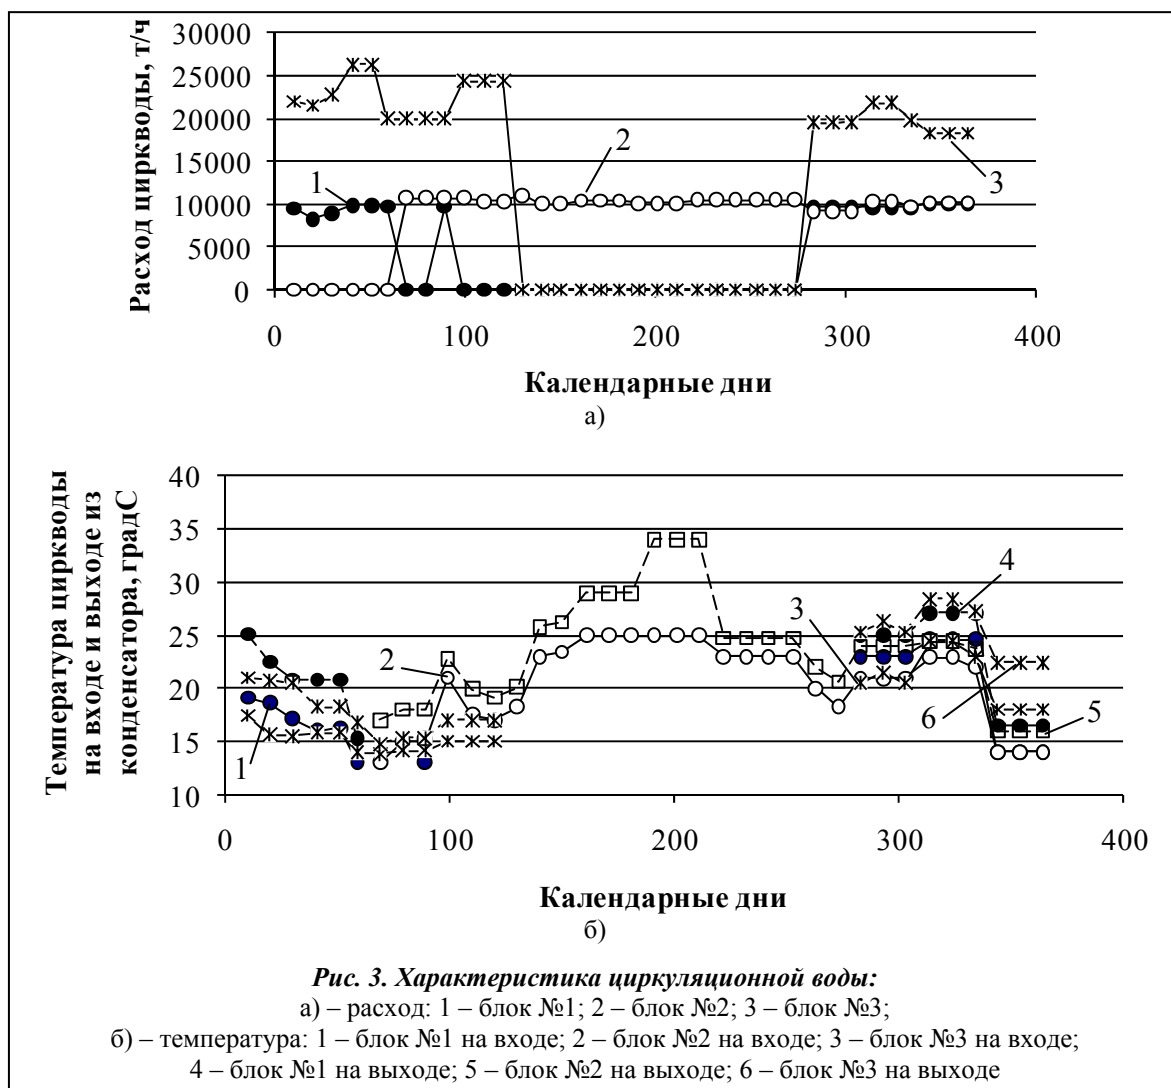 Расход циркводы, т/ч
30000
25000
20000
15000
10000
5000
0
1
2
3
0
100
200
300
400
Календарные дни
а)
Температура циркводы
на входе и выходе из
конденсатора, градС
40
35
30
25
20
15
10
1
2
3
4
5
6
0
100
200
300
400
Календарные дни
б)
Рис. 3. Характеристика циркуляционной воды:
а) – расход: 1 – блок №1; 2 – блок №2; 3 – блок №3;
б) – температура: 1 – блок №1 на входе; 2 – блок №2 на входе; 3 – блок №3 на входе;
4 – блок №1 на выходе; 5 – блок №2 на выходе; 6 – блок №3 на выходе